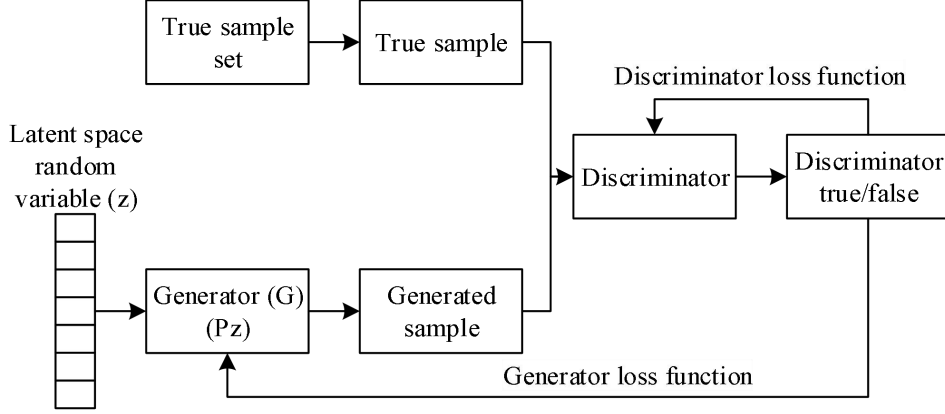 True sample
set
True sample
Discriminator loss function
Latent space
random
variable (z)
Discriminator
Discriminator
true/false
Generator (G)
(Pz)
Generated
sample
Generator loss function